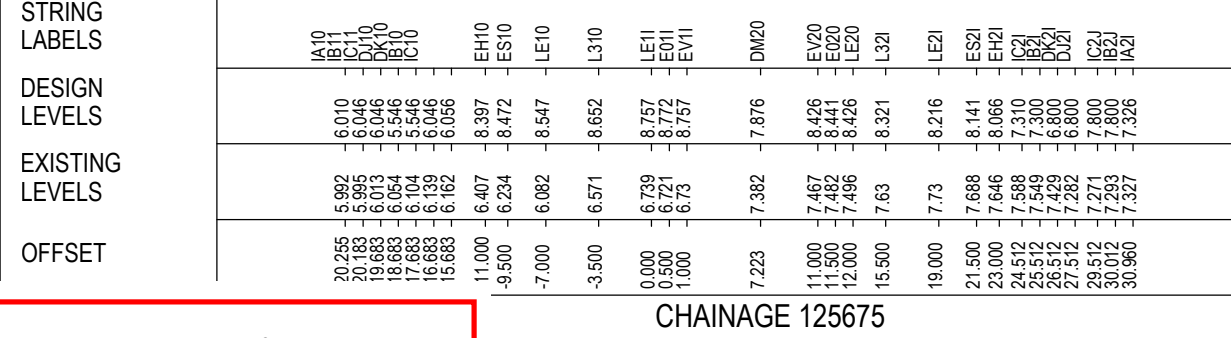 STRING LABELS IA10 IB11 IC11 DJ10 DK10 IB10 IC10 EH10 ES10 LE10 L310 LE1I E01I EV1I DM20 EV20 E020 LE20 L32I LE2I ES2I EH2I IC2I IB2I DK2I DJ2I IC2J IB2J IA2I
DESIGN LEVELS 6.010 6.046 6.046 5.546 5.546 6.046 6.056 8.397 8.472 8.547 8.652 8.757 8.772 8.757 7.876 8.426 8.441 8.426 8.321 8.216 8.141 8.066 7.310 7.300 6.800 6.800 7.800 7.800 7.326
EXISTING LEVELS 5.992 5.995 6.013 6.054 6.104 6.139 6.162 6.407 6.234 6.082 6.571 6.739 6.721 6.73 7.382 7.467 7.482 7.496 7.63 7.73 7.688 7.646 7.588 7.549 7.429 7.282 7.271 7.293 7.327
OFFSET 20.255 20.183 19.683 18.683 17.683 16.683 15.683 11.000 -9.500 -7.000 -3.500 0.000 0.500 1.000 7.223 11.000 11.500 12.000 15.500 19.000 21.500 23.000 24.512 25.512 26.512 27.512 29.512 30.012 30.960
CHAINAGE 125675